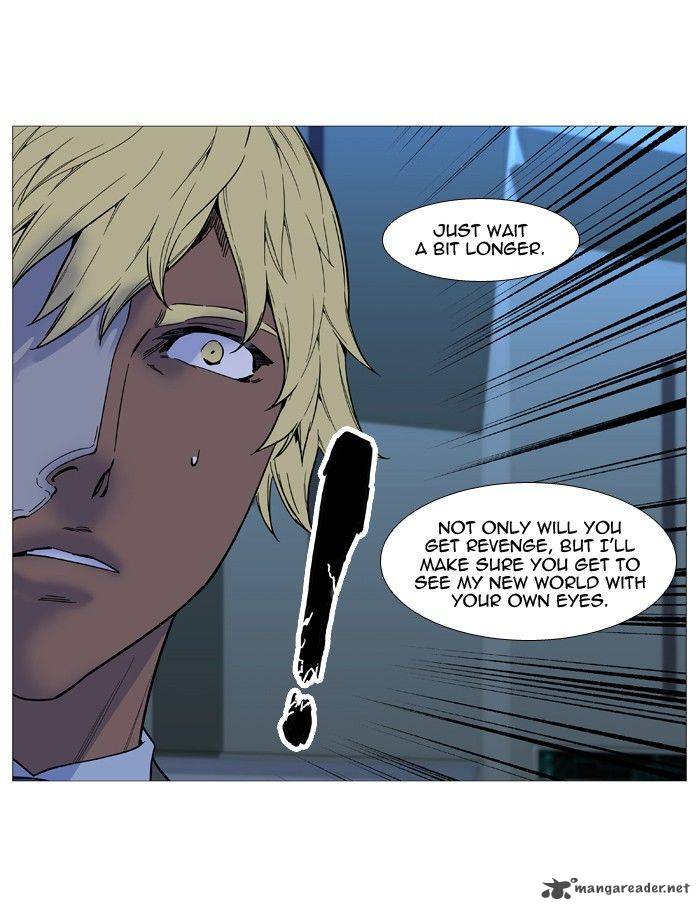 JUST WAIT
A BIT LONGER.
!
NOT ONLY WILL YOU
GET REVENGE, BUT I'LL
MAKE SURE YOU GET TO
SEE MY NEW WORLD WITH
YOUR OWN EYES.
mangareader.net